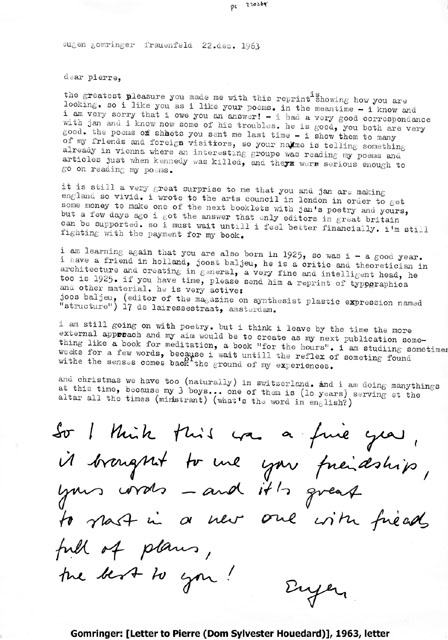 pc 220365
eugen gomringer frauenfeld 22.dec. 1963
dear pierre,
the greatest pleasure you made me with this reprint is showing how you are
looking. so i like you as i like your poems. in the meantime - i know and
i am very sorry that i owe you an answer! - i had a very good correspondance
with jan and i know now some of his troubles. he is good, you both are very
good. the poems on sheets you sent me last time - i show them to many
of my friends and foreign visitiors, so your name is telling something
already in vienna where an interesting groupe was reading my poems and
articles just when kennedy was killed, and they were serious enough to
go on reading my poems.
it is still a very great surprise to me that you and jan are making
england so vivid. i wrote to the arts council in london in order to get
some money to make one of the next booklets with jan's poetry and yours,
but a few days ago i got the answer that only editors in great britain
can be supported. so i must wait untill i feel better financially. i'm still
fighting with the payment for my book.
i am learning again that you are also born in 1925, so was i - a good year.
i have a friend in holland, joost baljeu, he is a critic and theoretician in
architecture and creating in general, a very fine and intelligent head, he
too is 1925. if you have time, please send him a reprint of typographics
and other material. he is very active:
joos baljeu, (editor of the magazine on synthesist plastic expression named
"structure") 17 de lairessestraat, amsterdam.
i am still going on with poetry. but i think i leave by the time the more
external approach and my aim would be to create as my next publication some-
thing like a book for meditation, a book "for the hours". i am studiing sometimes
weeks for a few words, because i wait untill the reflex of someting found
withe the senses comes back the ground of my experiences.
and christmas we have too (naturally) in switzerland. and i am doing manythings
at this time, because my 3 boys... one of them is (10 years) serving at the
altar all the times (ministrant) (what's the word in english?)
So I think this was a fine year,
it brought to me your friendship,
your words - and it's great
to start in a new one with friends
full of plans,
the best to you!
Eugen
Gomringer: [Letter to Pierre (Dom Sylvester Houedard)], 1963, letter